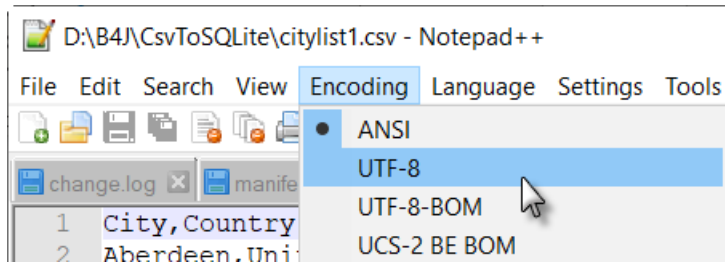 D:\B4J\CsvToSQLite\citylist1.csv - Notepad++
File Edit Search View Encoding Language Settings Tools
ANSI
change.log manife
UTF-8
1 City,Country
UTF-8-BOM
2 Aberdeen,Uni
UCS-2 BE BOM